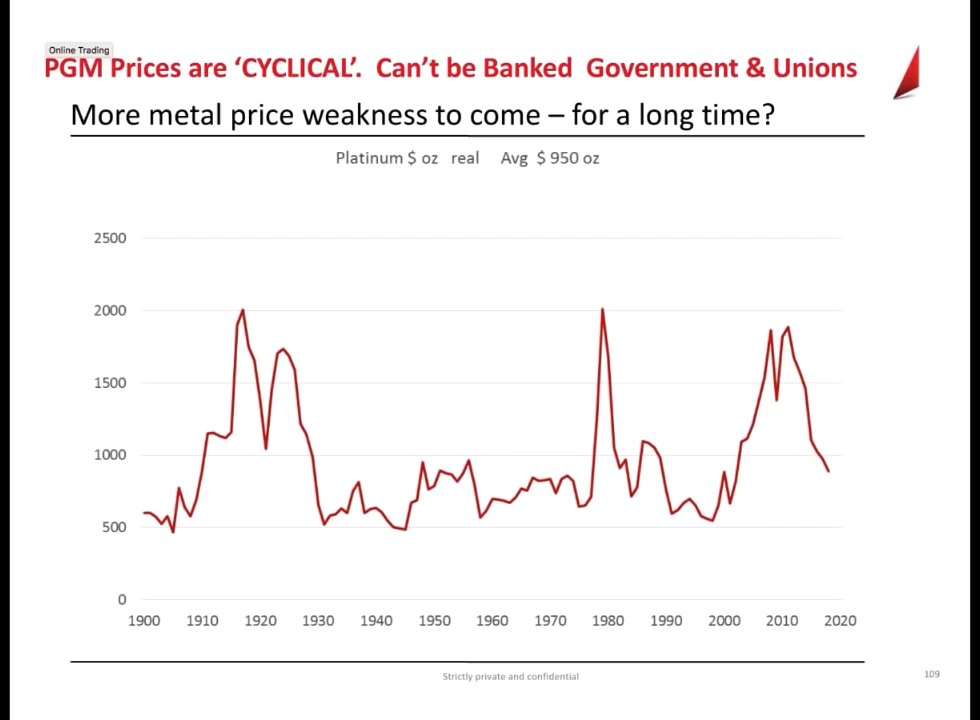 Online Trading
PGM Prices are ‘CYCLICAL’.  Can’t be Banked  Government & Unions
More metal price weakness to come – for a long time?
Platinum $ oz   real    Avg  $ 950 oz
2500
2000
1500
1000
500
0
1900 1910 1920 1930 1940 1950 1960 1970 1980 1990 2000 2010 2020
Strictly private and confidential
109